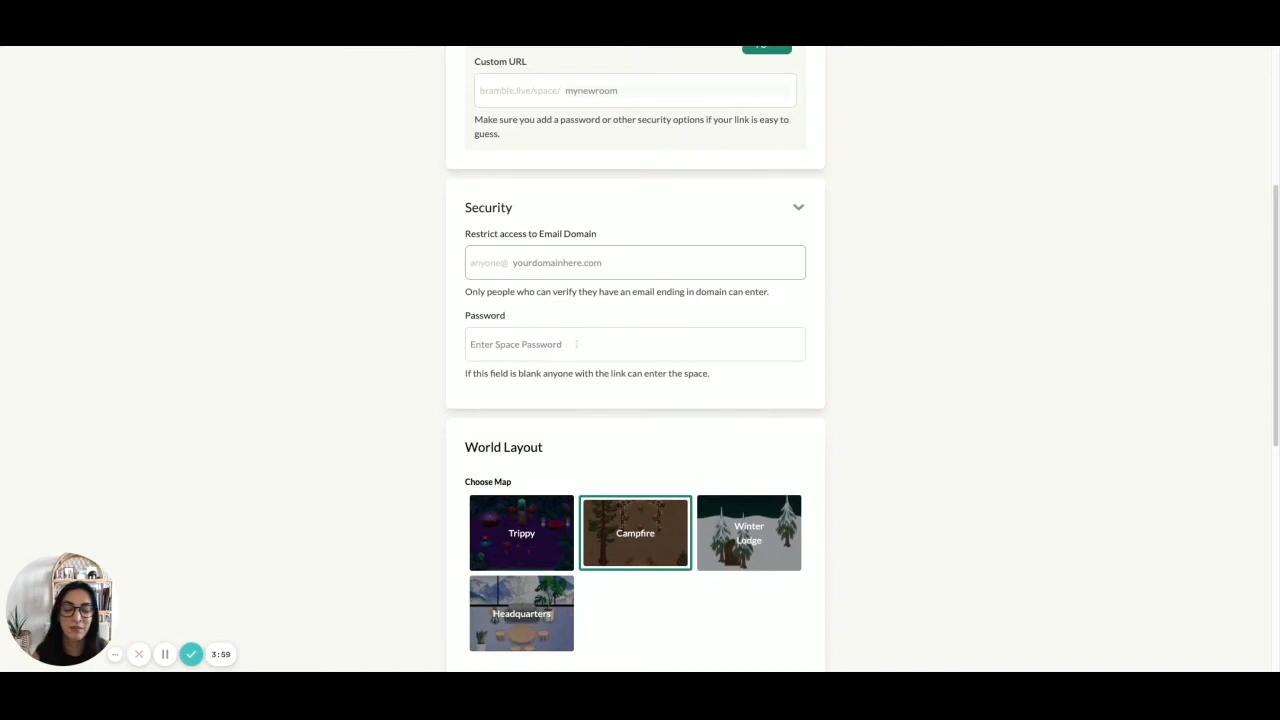 Custom URL
bramble.live/space/ mynewroom
Make sure you add a password or other security options if your link is easy to
guess.
Security
Restrict access to Email Domain
anyone@ yourdomainhere.com
Only people who can verify they have an email ending in domain can enter.
Password
Enter Space Password
If this field is blank anyone with the link can enter the space.
World Layout
Choose Map
Trippy
Campfire
Winter
Lodge
Headquarters
3:59